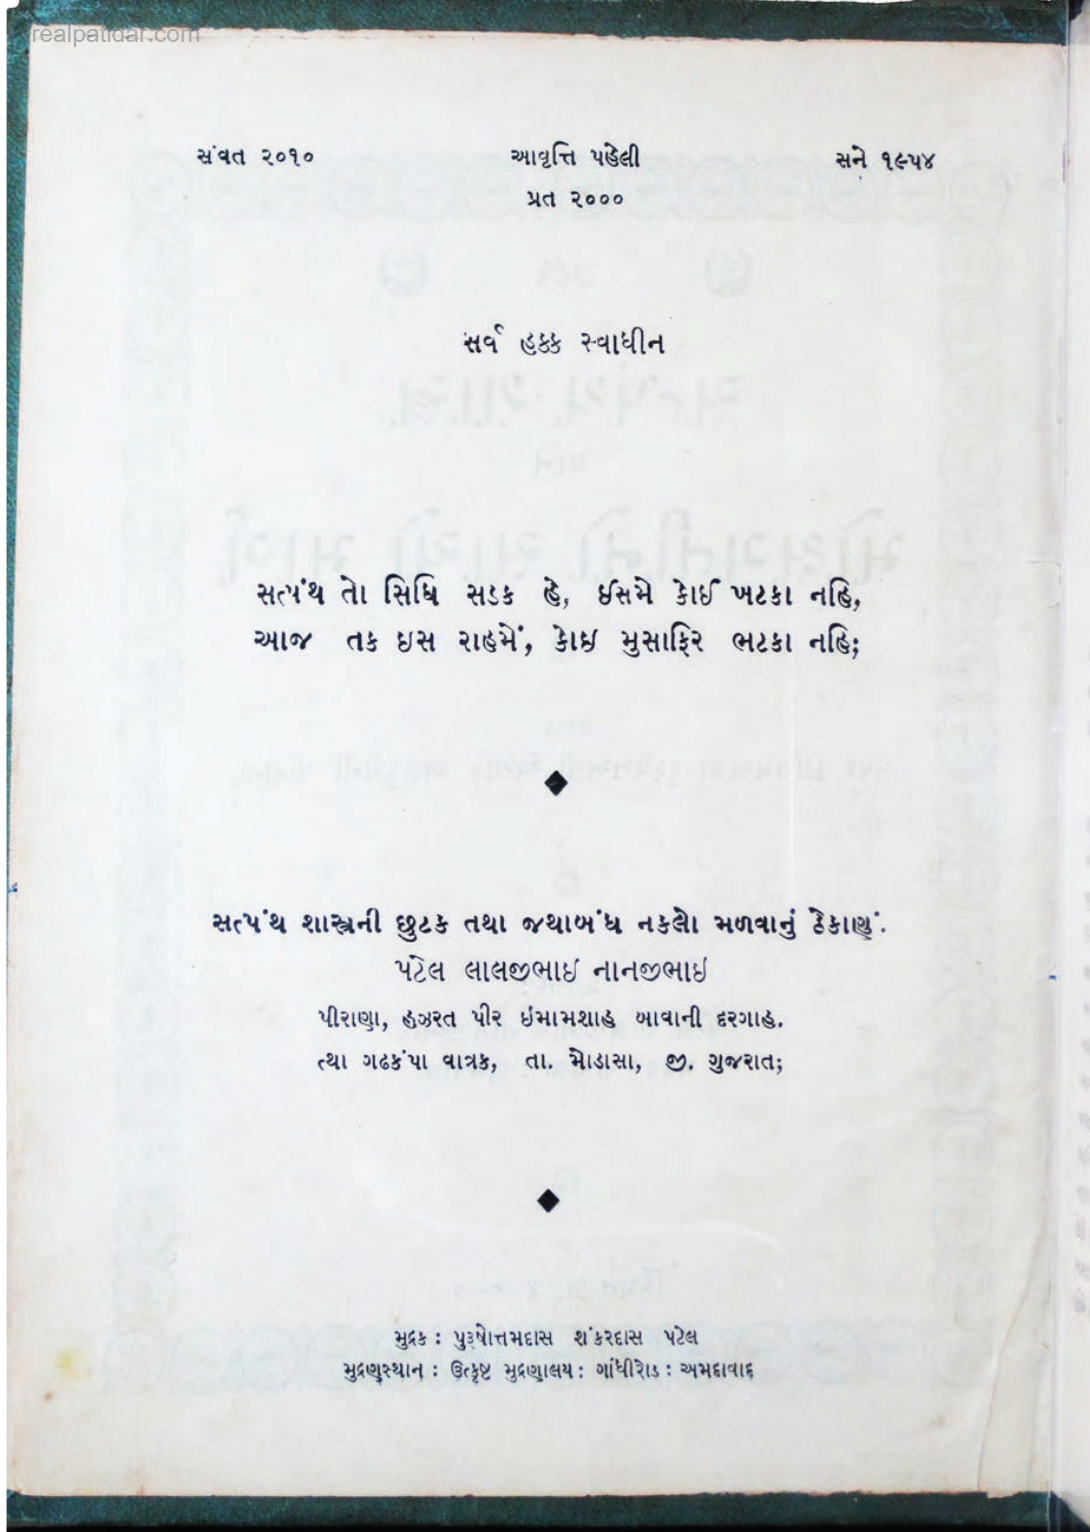 realpatidar.com
સંવત ૨૦૧૦ આવૃત્તિ પહેલી સને ૧૯૫૪
પ્રત ૨૦૦૦
સર્વ હક્ક સ્વાધીન
સત્પંથ તો સિધિ સડક હે, ઈસમે કોઈ ખટકા નહિ,
આજ તક ઇસ રાહમેં, કોઇ મુસાફિર ભટકા નહિ;
સત્પંથ શાસ્ત્રની છુટક તથા જથાબંધ નકલો મળવાનું ઠેકાણું.
પટેલ લાલજીભાઇ નાનજીભાઇ
પીરાણા, હઝરત પીર ઇમામશાહ બાવાની દરગાહ.
ત્થા ગઢકંપા વાત્રક, તા. મોડાસા, જી. ગુજરાત;
મુદ્રક : પુરૂષોત્તમદાસ શંકરદાસ પટેલ
મુદ્રણસ્થાન : ઉત્કૃષ્ટ મુદ્રણાલય : ગાંધીરોડ : અમદાવાદ